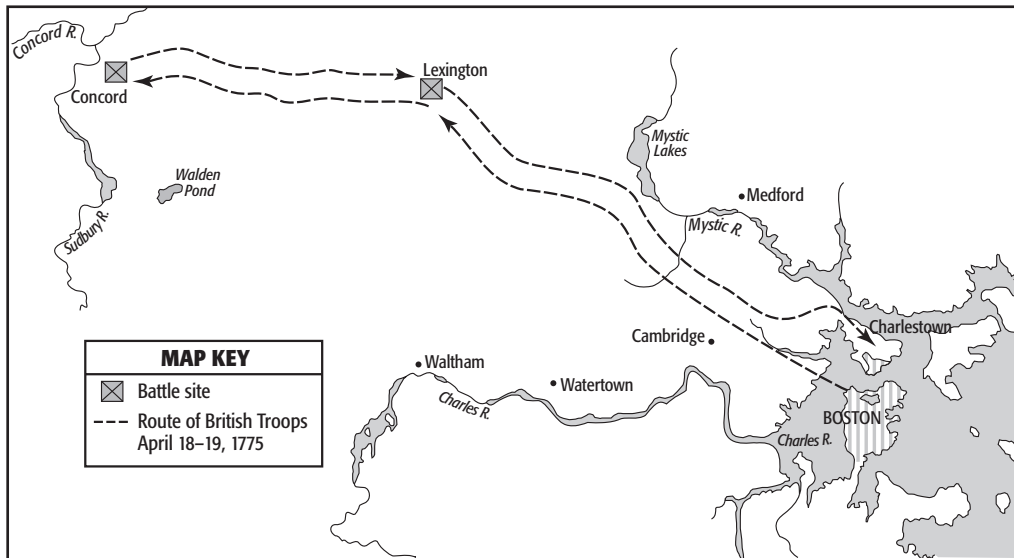 Concord R.
Concord
Lexington
Walden
Pond
Sudbury R.
Mystic
Lakes
Medford
Mystic R.
Charlestown
Cambridge
Waltham
Watertown
Charles R.
BOSTON
Charles R.
MAP KEY
Battle site
Route of British Troops
April 18–19, 1775